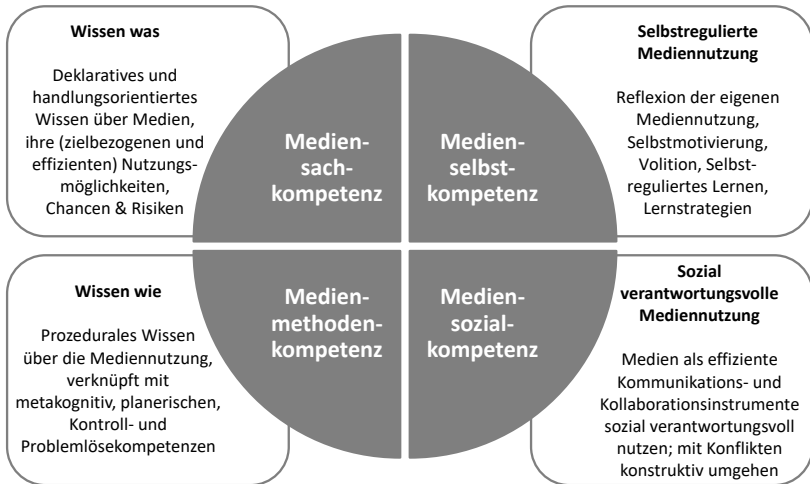 Wissen was
Deklaratives und
handlungsorientiertes
Wissen über Medien,
ihre (zielbezogenen und
effizienten) Nutzungs-
möglichkeiten,
Chancen & Risiken
Medien-
sach-
kompetenz
Medien-
selbst-
kompetenz
Selbstregulierte
Mediennutzung
Reflexion der eigenen
Mediennutzung,
Selbstmotivierung,
Volition, Selbst-
reguliertes Lernen,
Lernstrategien
Wissen wie
Prozedurales Wissen
über die Mediennutzung,
verknüpft mit
metakognitiv, planerischen,
Kontroll- und
Problemlösekompetenzen
Medien-
methoden-
kompetenz
Medien-
sozial-
kompetenz
Sozial
verantwortungsvolle
Mediennutzung
Medien als effiziente
Kommunikations- und
Kollaborationsinstrumente
sozial verantwortungsvoll
nutzen; mit Konflikten
konstruktiv umgehen